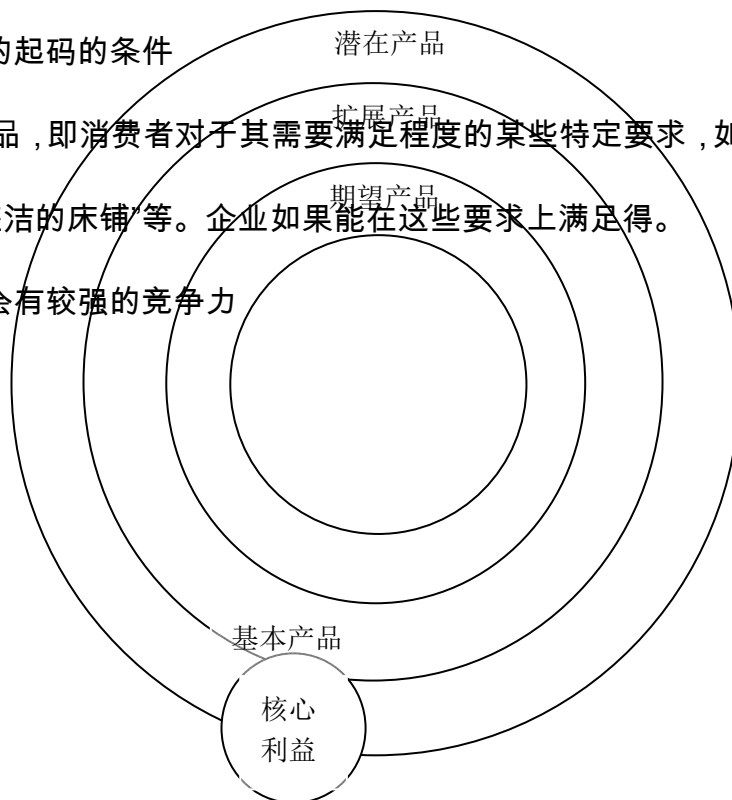 的起码的条件
潜在产品
扩展产品
品，即消费者对于其需要满足程度的某些特定要求，如
期望产品
洁的床铺”等。企业如果能在这些要求上满足得。
会有较强的竞争力
基本产品
核心
利益